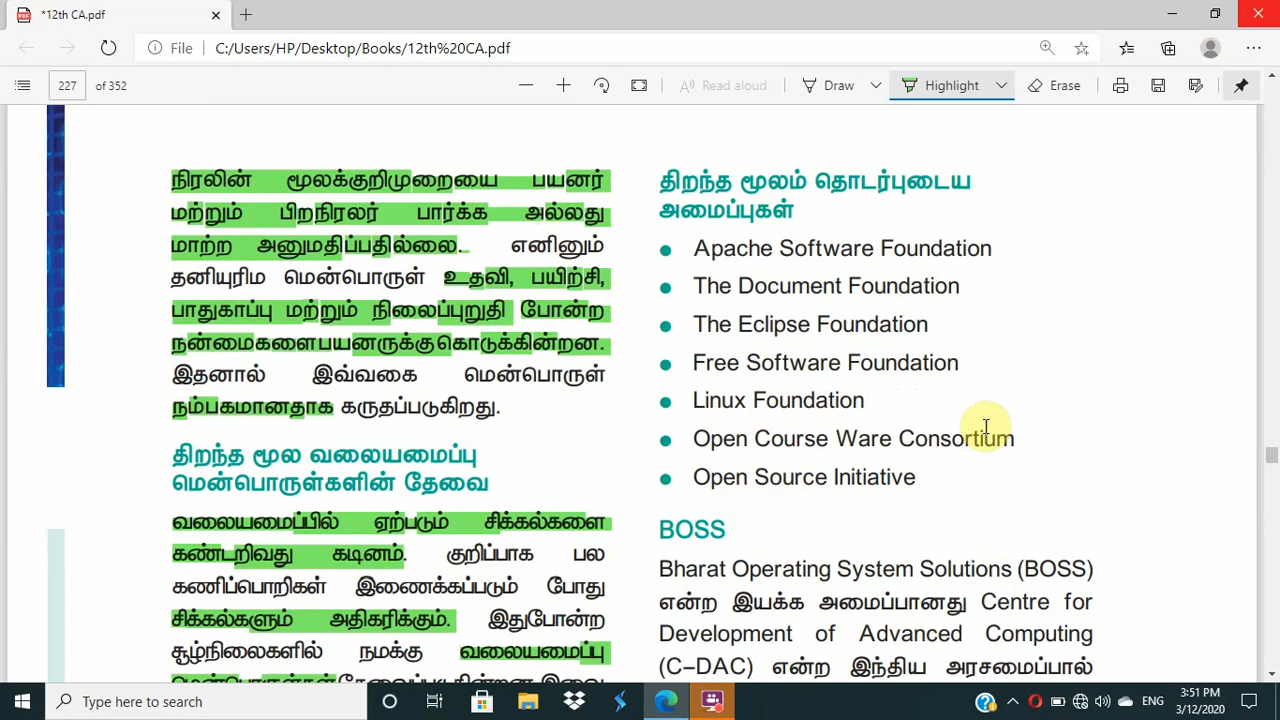 *12th CA.pdf
File C:/Users/HP/Desktop/Books/12th%20CA.pdf
227 of 352 Read aloud Draw Highlight Erase
நிரலின் மூலக்குறிமுறையை பயனர்
மற்றும் பிறநிரலர் பார்க்க அல்லது
மாற்ற அனுமதிப்பதில்லை. எனினும்
தனியுரிம மென்பொருள் உதவி, பயிற்சி,
பாதுகாப்பு மற்றும் நிலைப்புறுதி போன்ற
நன்மைகளைபயனருக்குகொடுக்கின்றன.
இதனால் இவ்வகை மென்பொருள்
நம்பகமானதாக கருதப்படுகிறது.
திறந்த மூல வலையமைப்பு
மென்பொருள்களின் தேவை
வலையமைப்பில் ஏற்படும் சிக்கல்களை
கண்டறிவது கடினம். குறிப்பாக பல
கணிப்பொறிகள் இணைக்கப்படும் போது
சிக்கல்களும் அதிகரிக்கும். இதுபோன்ற
சூழ்நிலைகளில் நமக்கு வலையமைப்பு
மென்பொருள்கள் தேவைப்படுகின்றன இவை
திறந்த மூலம் தொடர்புடைய
அமைப்புகள்
● Apache Software Foundation
● The Document Foundation
● The Eclipse Foundation
● Free Software Foundation
● Linux Foundation
● Open Course Ware Consortium
● Open Source Initiative
BOSS
Bharat Operating System Solutions (BOSS)
என்ற இயக்க அமைப்பானது Centre for
Development of Advanced Computing
(C–DAC) என்ற இந்திய அரசமைப்பால்
Type here to search
ENG
3:51 PM
3/12/2020